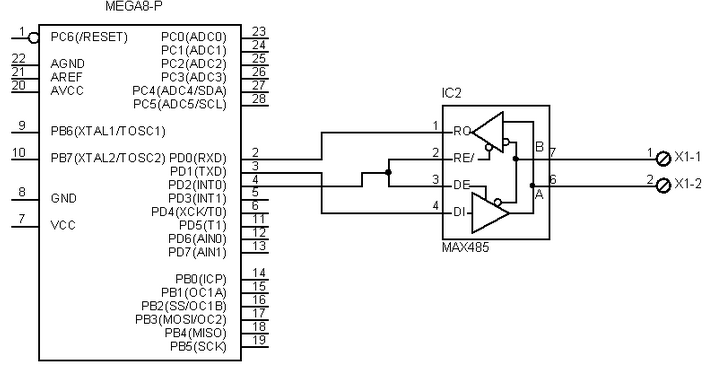 MEGA8-P
1 PC6(/RESET) PC0(ADC0) 23
PC1(ADC1) 24
22 AGND PC2(ADC2) 25
21 AREF PC3(ADC3) 26
20 AVCC PC4(ADC4/SDA) 27
PC5(ADC5/SCL) 28
9 PB6(XTAL1/TOSC1)
10 PB7(XTAL2/TOSC2) PD0(RXD) 2
PD1(TXD) 3
PD2(INT0) 4
8 GND PD3(INT1) 5
PD4(XCK/T0) 6
7 VCC PD5(T1) 11
PD6(AIN0) 12
PD7(AIN1) 13
PB0(ICP) 14
PB1(OC1A) 15
PB2(SS/OC1B) 16
PB3(MOSI/OC2) 17
PB4(MISO) 18
PB5(SCK) 19
IC2
1 RO
2 RE/ B 7
3 DE A 6
4 DI
MAX485
1 X1-1
2 X1-2